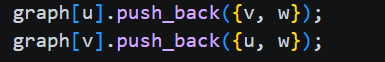 graph[u].push_back({v, w});
graph[v].push_back({u, w});